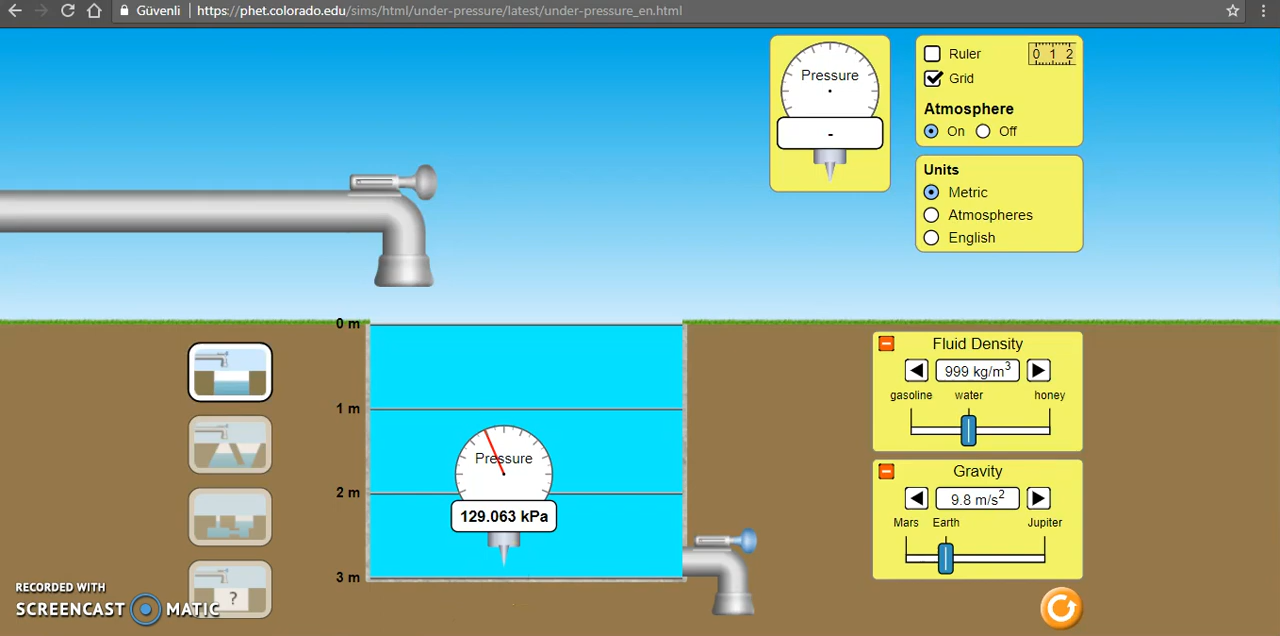 Güvenli
https://phet.colorado.edu/sims/html/under-pressure/latest/under-pressure_en.html
Pressure
-
Ruler
0 1 2
Grid
Atmosphere
On Off
Units
Metric
Atmospheres
English
0 m
1 m
2 m
3 m
Pressure
129.063 kPa
Fluid Density
999 kg/m³
gasoline water honey
Gravity
9.8 m/s²
Mars Earth Jupiter
?
RECORDED WITH
SCREENCAST MATIC